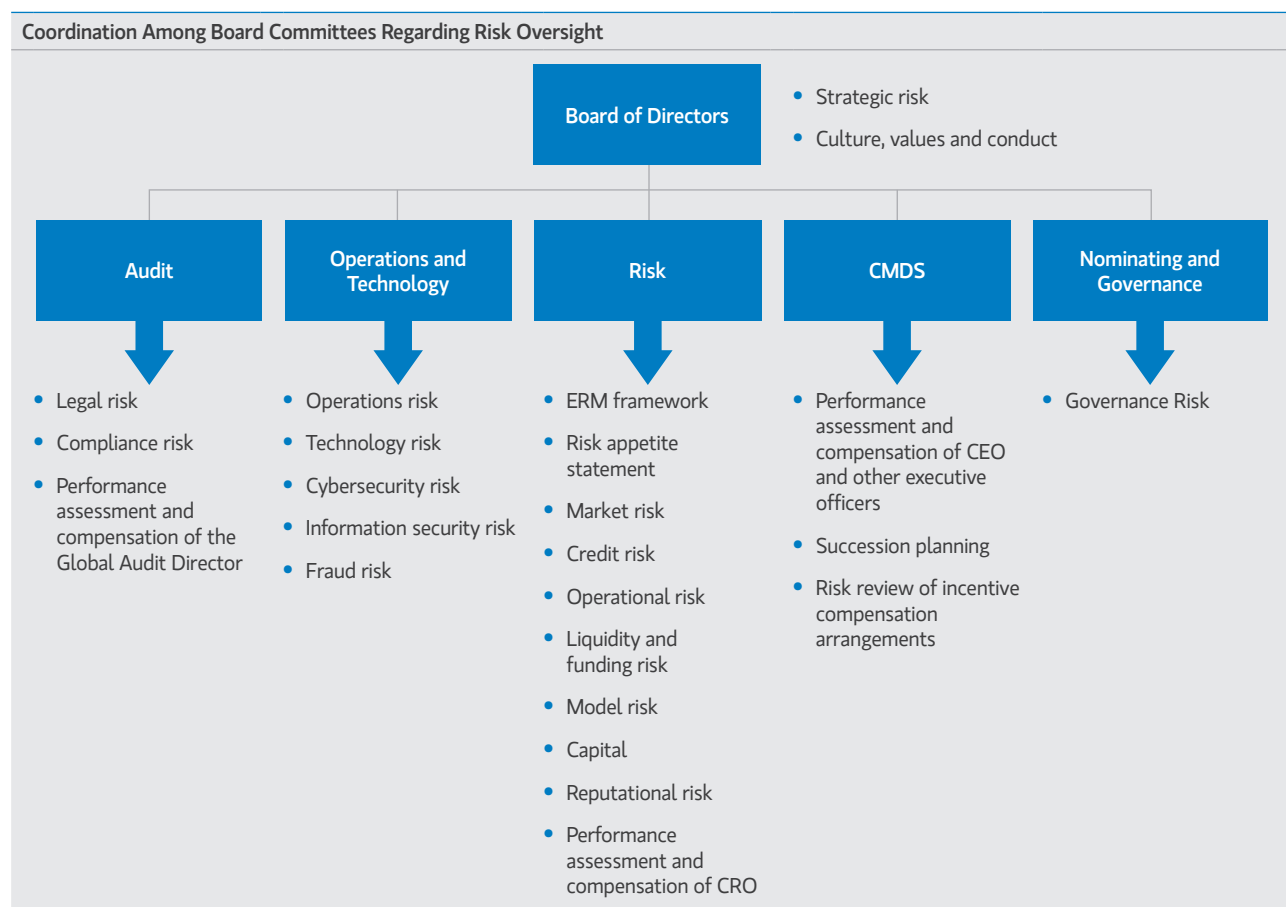 Coordination Among Board Committees Regarding Risk Oversight
Board of Directors
• Strategic risk
• Culture, values and conduct
Audit
• Legal risk
• Compliance risk
• Performance
assessment and
compensation of the
Global Audit Director
Operations and
Technology
• Operations risk
• Technology risk
• Cybersecurity risk
• Information security risk
• Fraud risk
Risk
• ERM framework
• Risk appetite
statement
• Market risk
• Credit risk
• Operational risk
• Liquidity and
funding risk
• Model risk
• Capital
• Reputational risk
• Performance
assessment and
compensation of CRO
CMDS
• Performance
assessment and
compensation of CEO
and other executive
officers
• Succession planning
• Risk review of incentive
compensation
arrangements
Nominating and
Governance
• Governance Risk